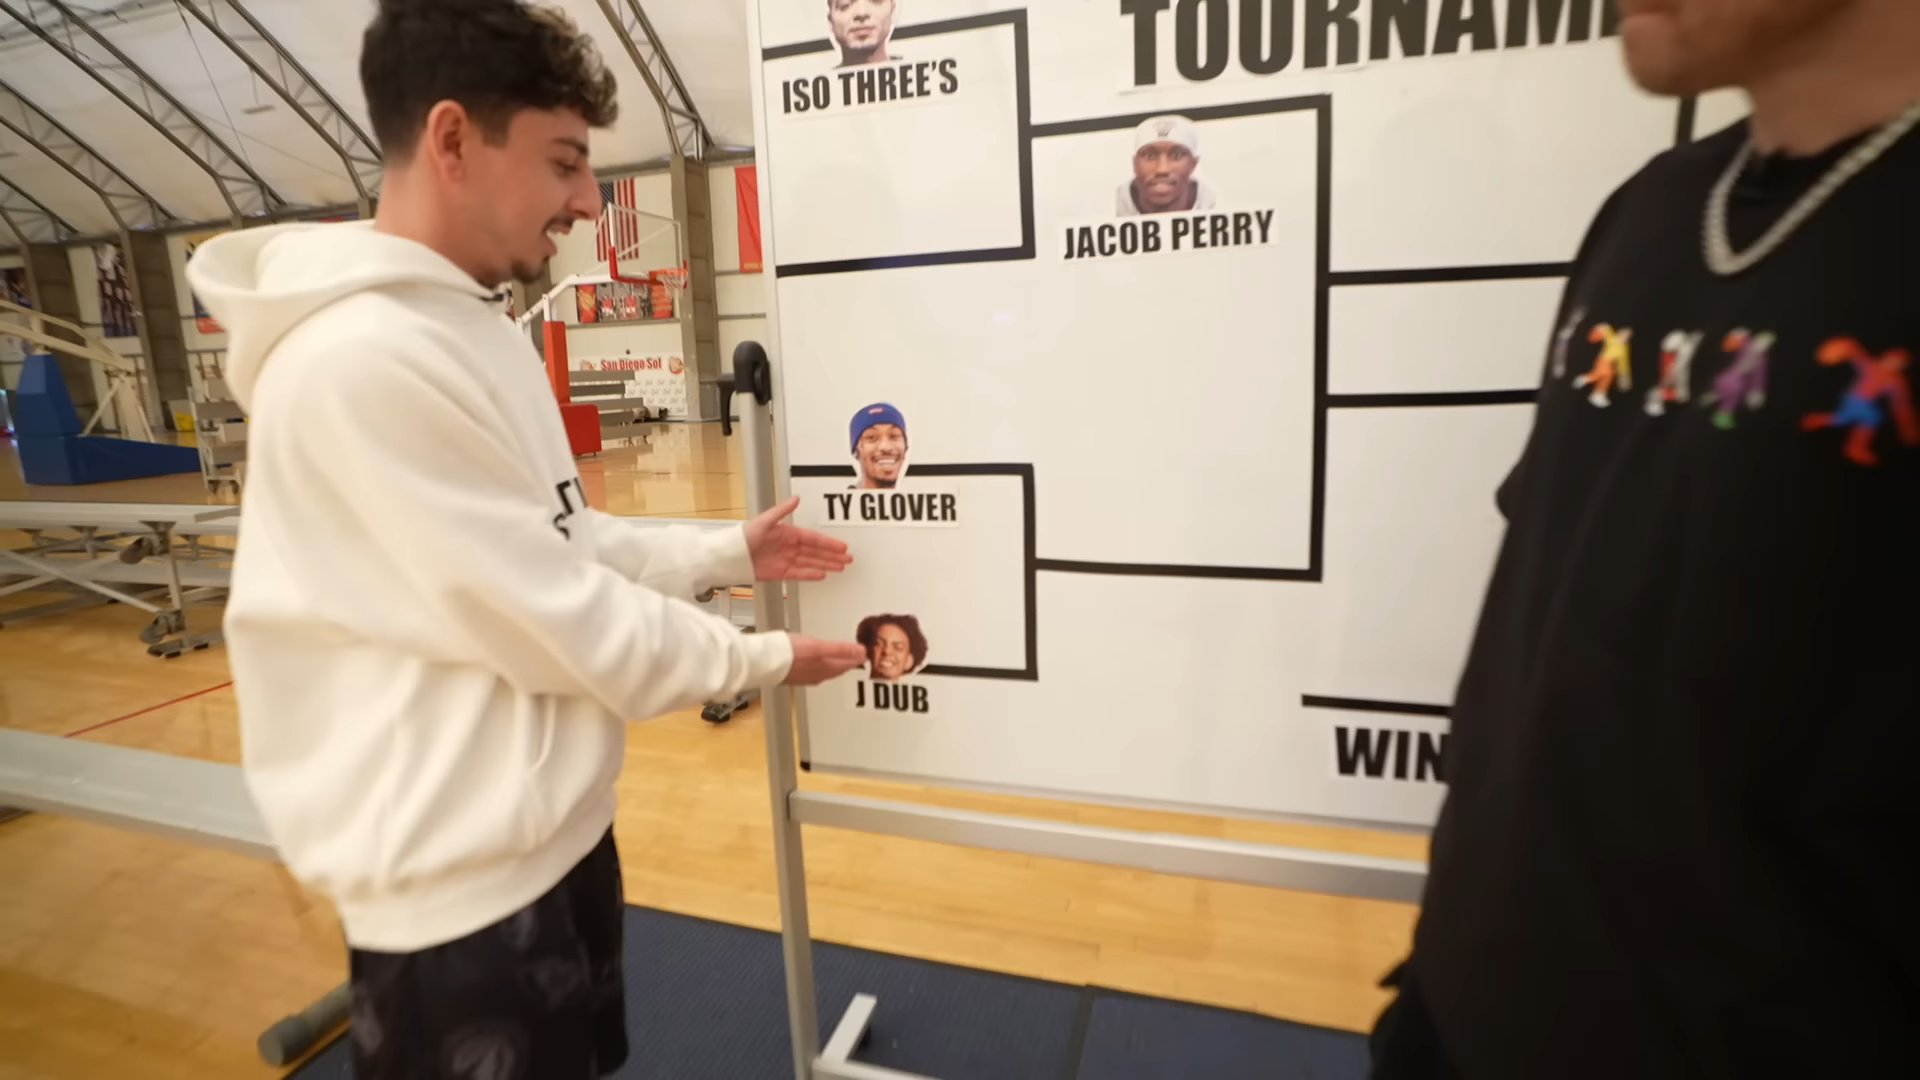 TOURNAM
ISO THREE'S
JACOB PERRY
San Diego Sol
TY GLOVER
J DUB
WIN